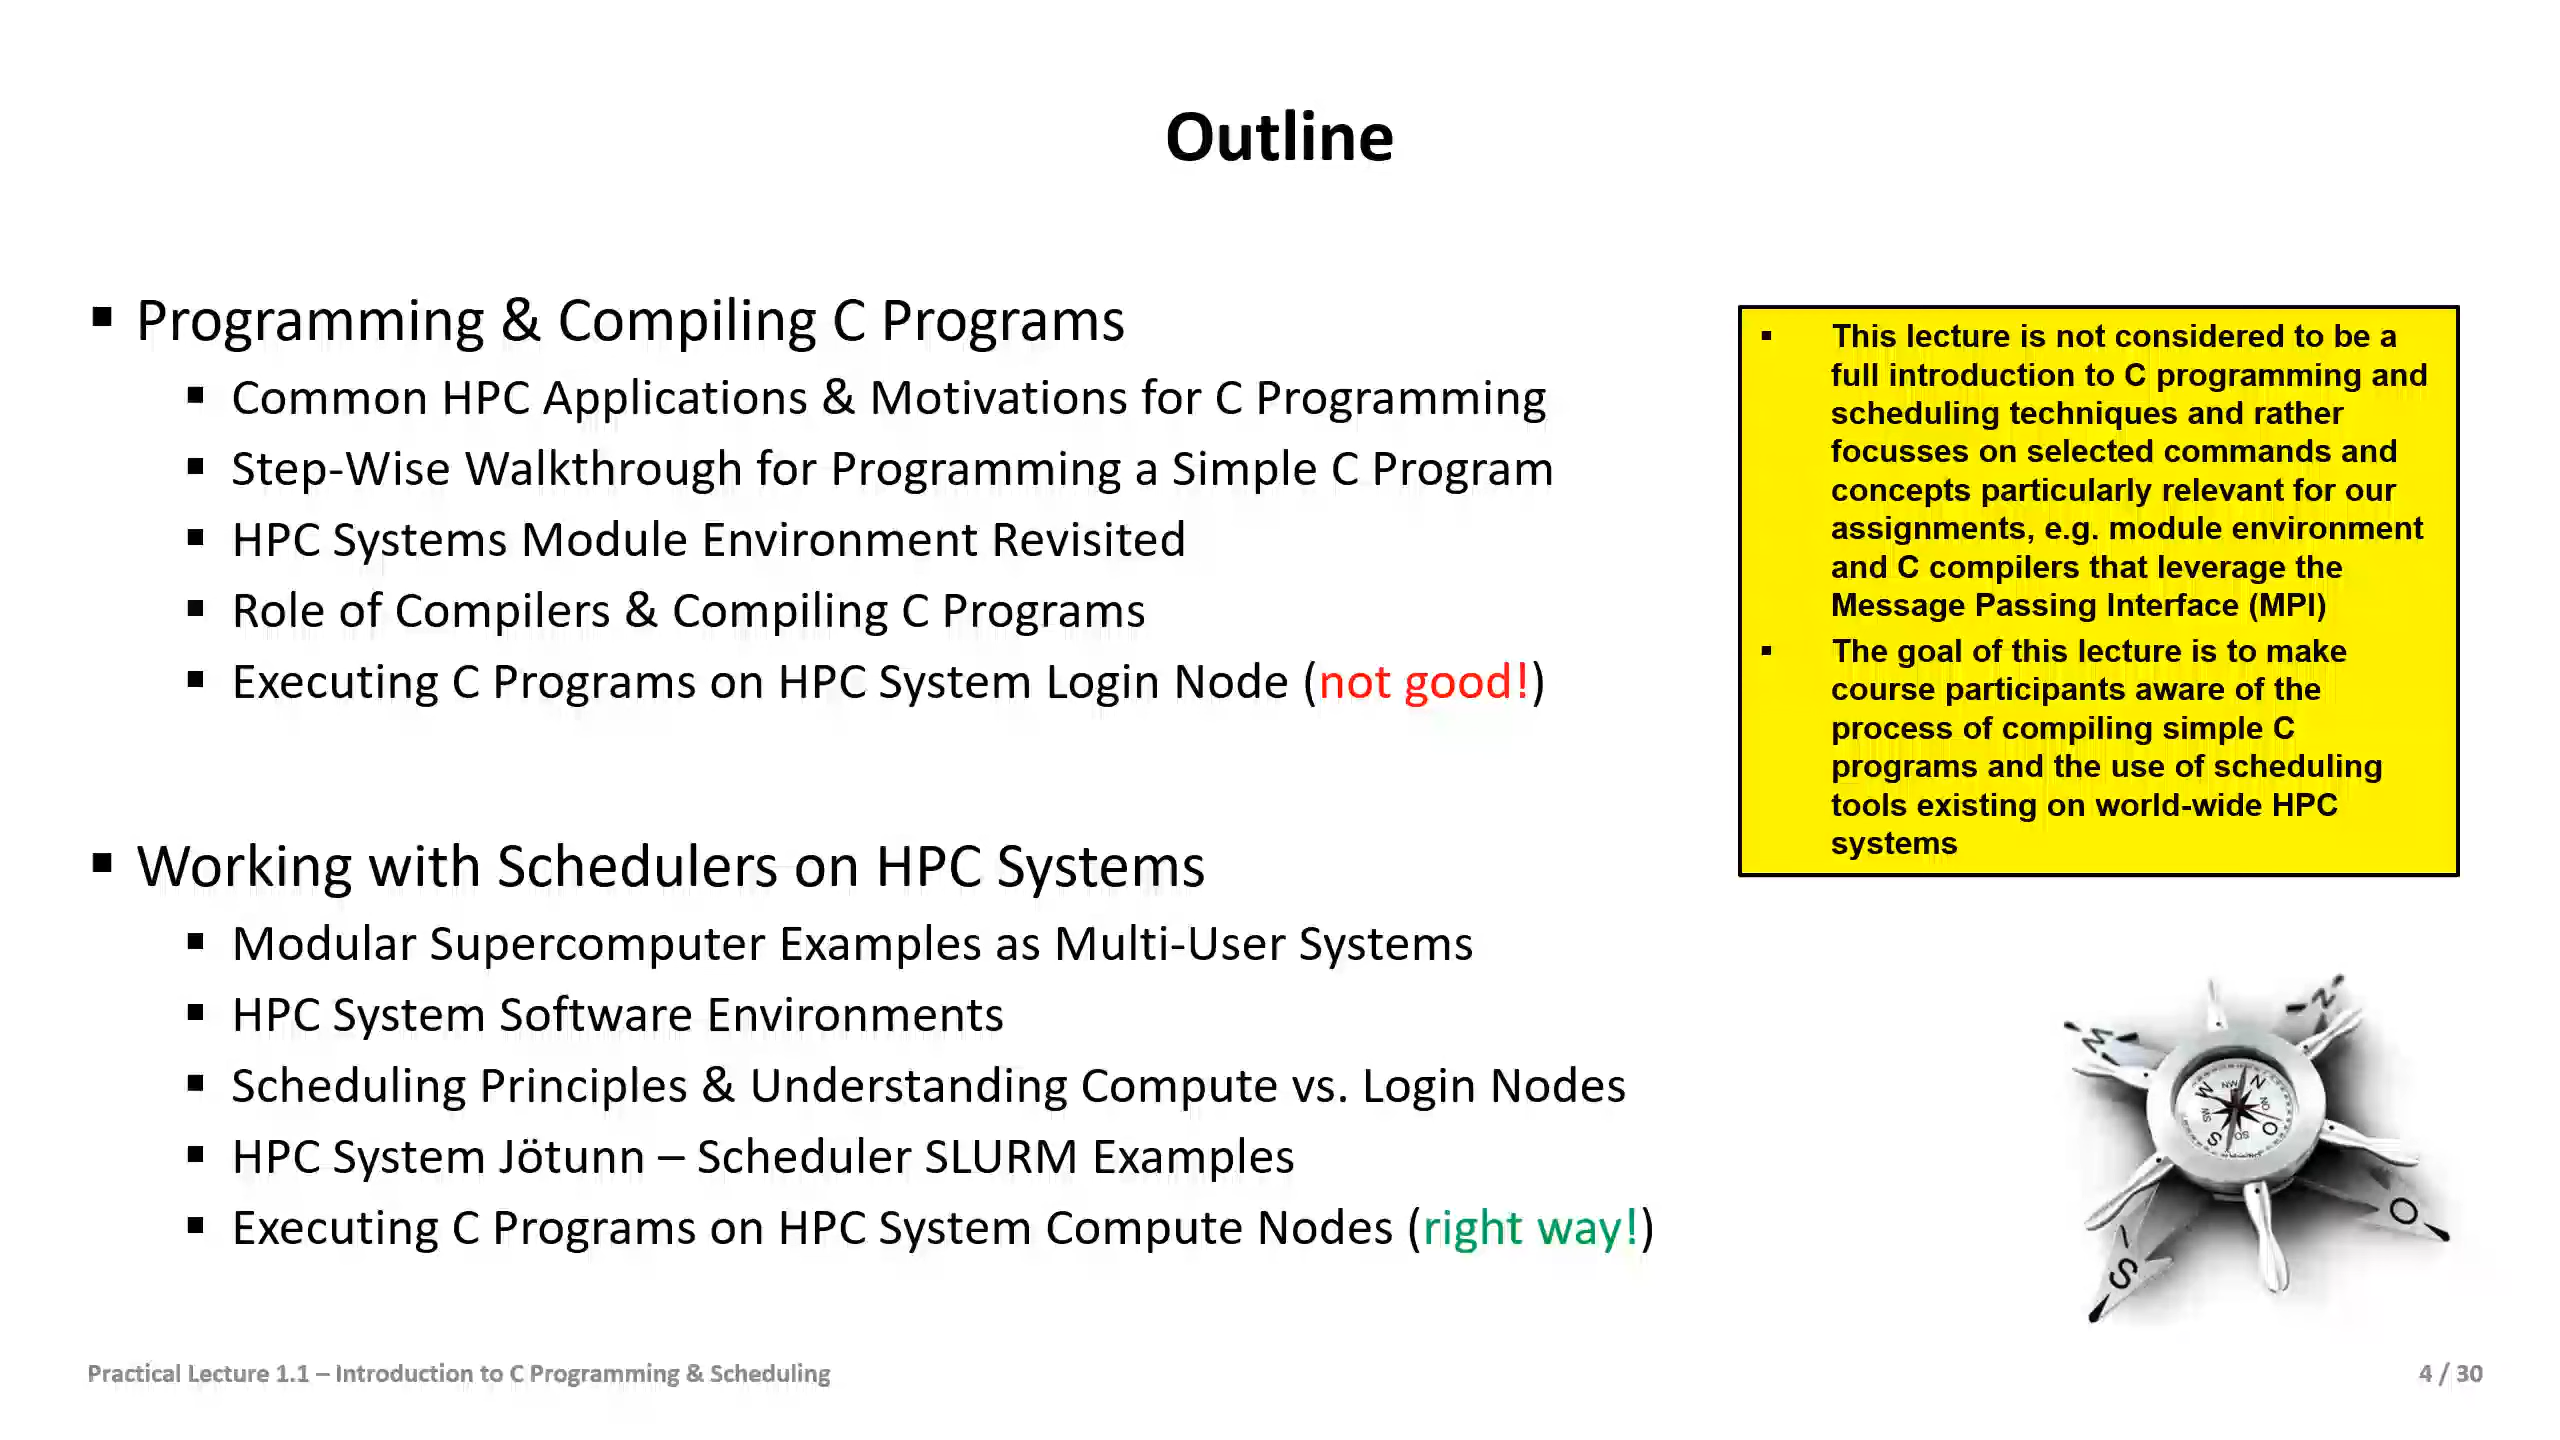 Outline
▪ Programming & Compiling C Programs
▪ Common HPC Applications & Motivations for C Programming
▪ Step-Wise Walkthrough for Programming a Simple C Program
▪ HPC Systems Module Environment Revisited
▪ Role of Compilers & Compiling C Programs
▪ Executing C Programs on HPC System Login Node (not good!)
▪ Working with Schedulers on HPC Systems
▪ Modular Supercomputer Examples as Multi-User Systems
▪ HPC System Software Environments
▪ Scheduling Principles & Understanding Compute vs. Login Nodes
▪ HPC System Jötunn – Scheduler SLURM Examples
▪ Executing C Programs on HPC System Compute Nodes (right way!)
▪ This lecture is not considered to be a
full introduction to C programming and
scheduling techniques and rather
focusses on selected commands and
concepts particularly relevant for our
assignments, e.g. module environment
and C compilers that leverage the
Message Passing Interface (MPI)
▪ The goal of this lecture is to make
course participants aware of the
process of compiling simple C
programs and the use of scheduling
tools existing on world-wide HPC
systems
Practical Lecture 1.1 – Introduction to C Programming & Scheduling
4 / 30